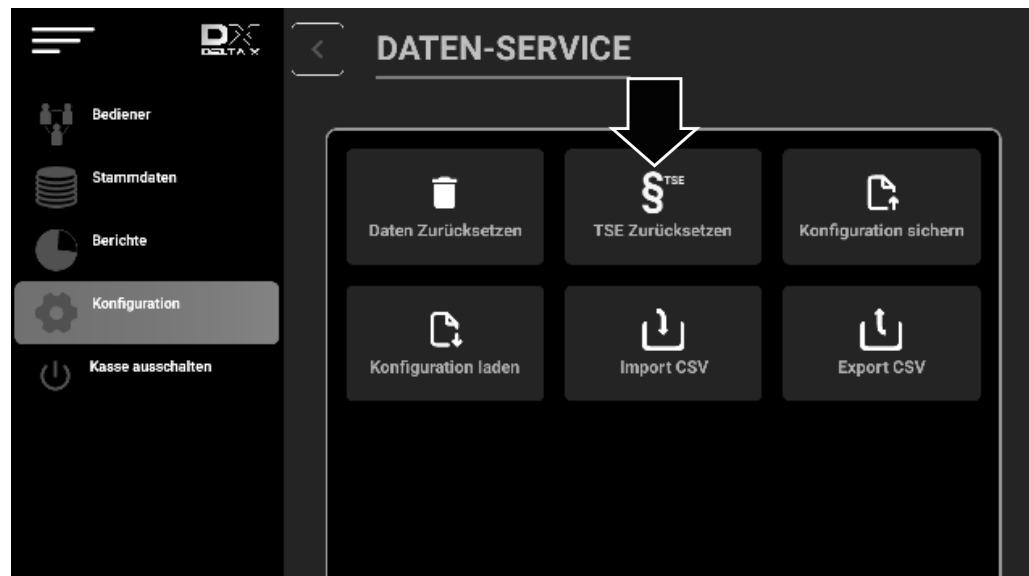 DX
DELTA X
DATEN-SERVICE
Bediener
Stammdaten
Berichte
Konfiguration
Kasse ausschalten
§TSE
Daten Zurücksetzen
TSE Zurücksetzen
Konfiguration sichern
Konfiguration laden
Import CSV
Export CSV